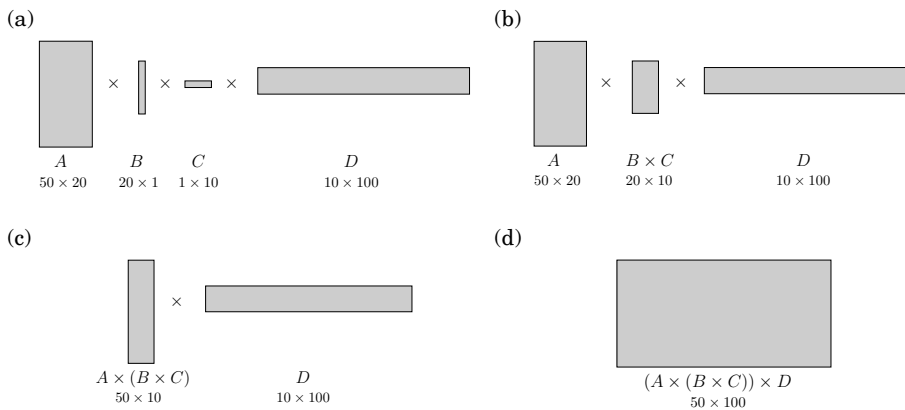 (a)
× × ×
A B C D
50 × 20 20 × 1 1 × 10 10 × 100
(b)
× ×
A B × C D
50 × 20 20 × 10 10 × 100
(c)
×
A × (B × C) D
50 × 10 10 × 100
(d)
(A × (B × C)) × D
50 × 100